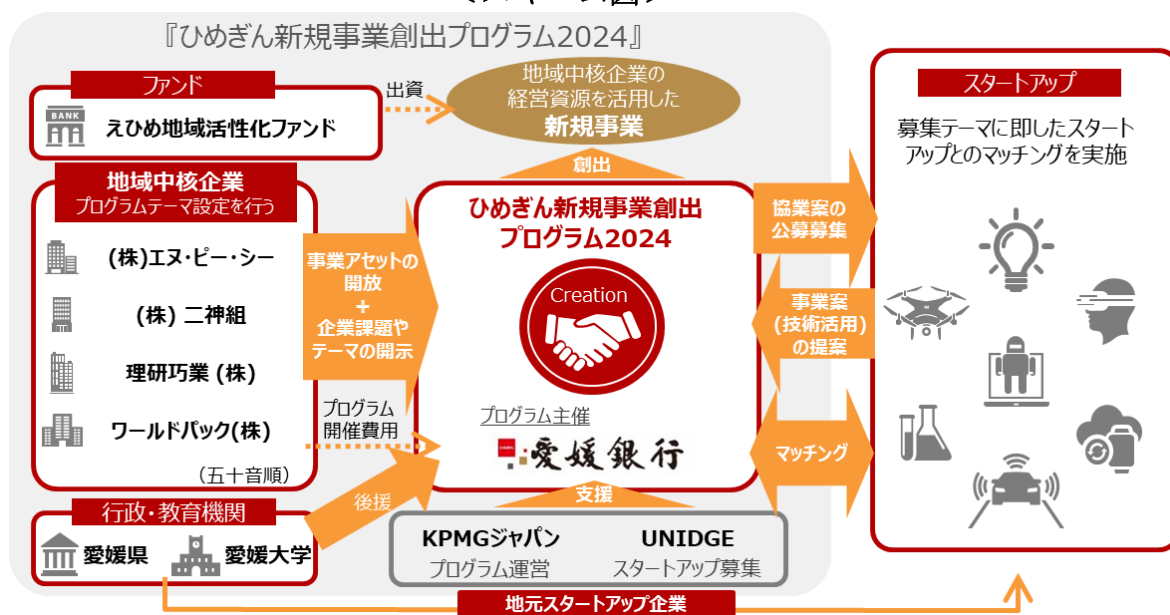 『ひめぎん新規事業創出プログラム2024』
ファンド
BANK
えひめ地域活性化ファンド
出資
地域中核企業の
経営資源を活用した
新規事業
創出
地域中核企業
プログラムテーマ設定を行う
(株)エヌ・ピー・シー
(株) 二神組
理研巧業 (株)
ワールドパック(株)
(五十音順)
事業アセットの
開放
+
企業課題や
テーマの開示
プログラム
開催費用
ひめぎん新規事業創出
プログラム2024
Creation
プログラム主催
愛媛銀行
支援
行政・教育機関
愛媛県
愛媛大学
後援
KPMGジャパン
プログラム運営
UNIDGE
スタートアップ募集
協業案の
公募募集
事業案
(技術活用)
の提案
マッチング
スタートアップ
募集テーマに即したスタート
アップとのマッチングを実施
地元スタートアップ企業